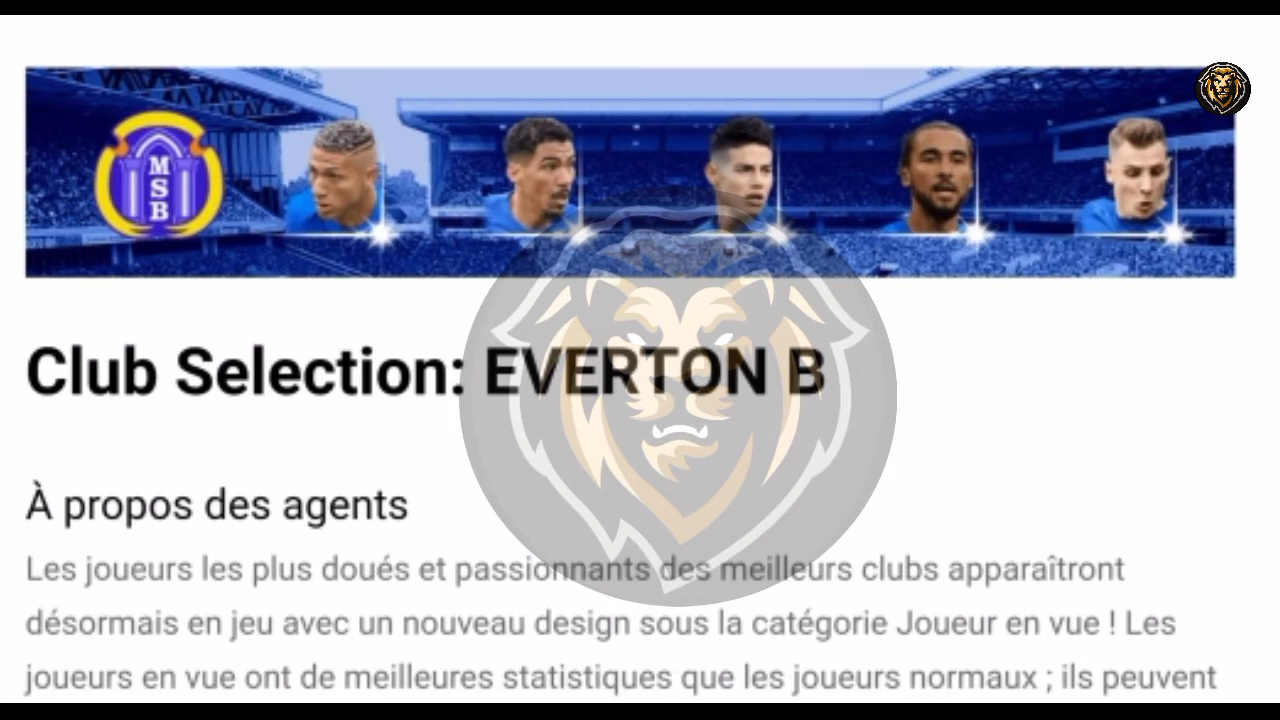 M
S
B
Club Selection: EVERTON B
À propos des agents
Les joueurs les plus doués et passionnants des meilleurs clubs apparaîtront
désormais en jeu avec un nouveau design sous la catégorie Joueur en vue ! Les
joueurs en vue ont de meilleures statistiques que les joueurs normaux ; ils peuvent